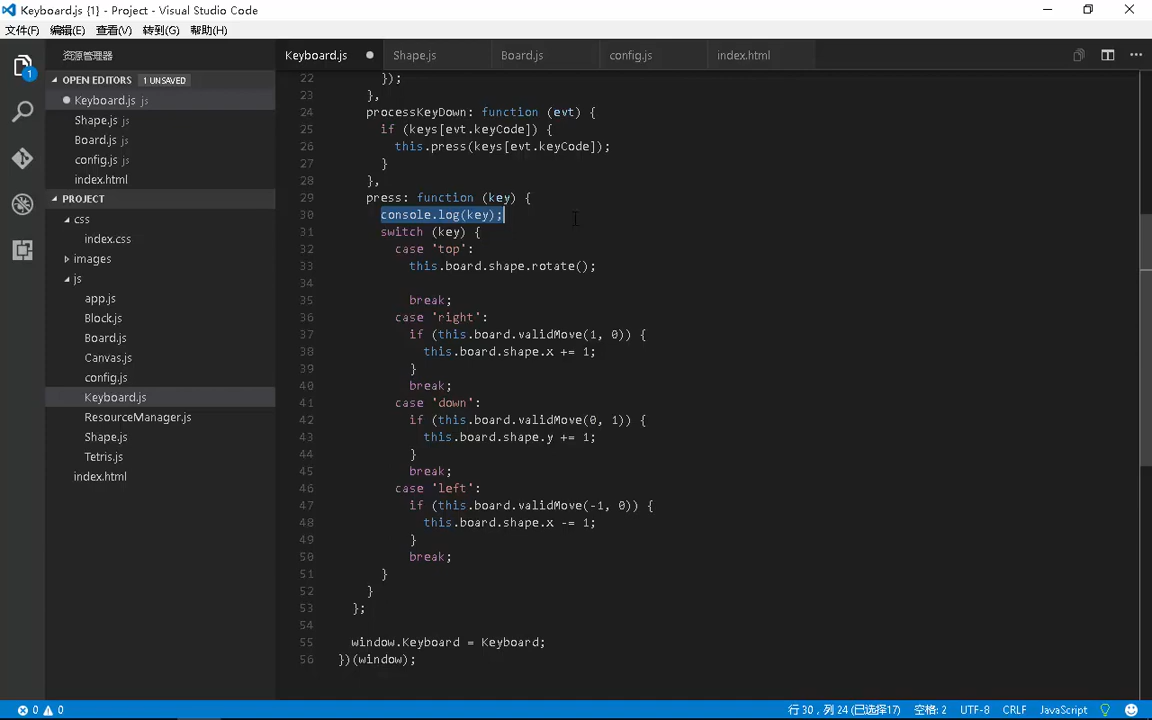 Keyboard.js {1} - Project - Visual Studio Code
文件(F) 编辑(E) 查看(V) 转到(G) 帮助(H)
资源管理器
OPEN EDITORS 1 UNSAVED
Keyboard.js js
Shape.js js
Board.js js
config.js js
index.html
PROJECT
css
index.css
images
js
app.js
Block.js
Board.js
Canvas.js
config.js
Keyboard.js
ResourceManager.js
Shape.js
Tetris.js
index.html
1
Keyboard.js Shape.js Board.js config.js index.html
22 });
23 },
24 processKeyDown: function (evt) {
25 if (keys[evt.keyCode]) {
26 this.press(keys[evt.keyCode]);
27 }
28 },
29 press: function (key) {
30 console.log(key);
31 switch (key) {
32 case 'top':
33 this.board.shape.rotate();
34
35 break;
36 case 'right':
37 if (this.board.validMove(1, 0)) {
38 this.board.shape.x += 1;
39 }
40 break;
41 case 'down':
42 if (this.board.validMove(0, 1)) {
43 this.board.shape.y += 1;
44 }
45 break;
46 case 'left':
47 if (this.board.validMove(-1, 0)) {
48 this.board.shape.x -= 1;
49 }
50 break;
51 }
52 }
53 };
54
55 window.Keyboard = Keyboard;
56 })(window);
0 0 行 30，列 24 (已选择17) 空格: 2 UTF-8 CRLF JavaScript